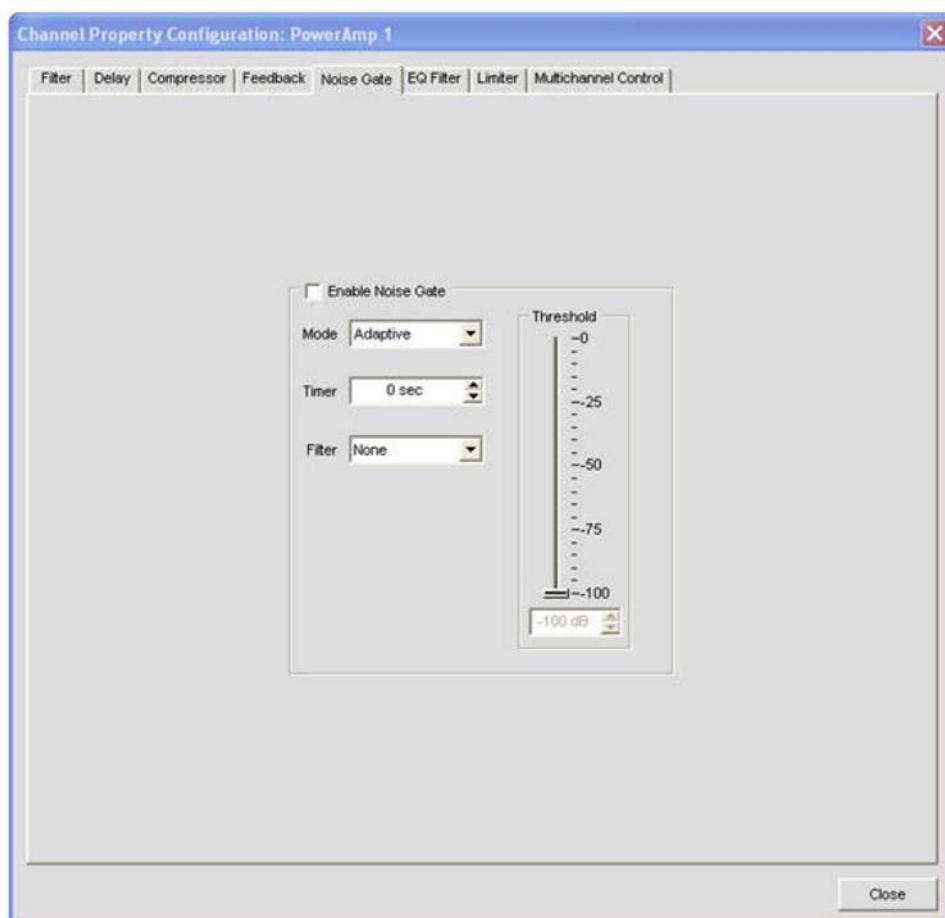 Channel Property Configuration: PowerAmp 1
Filter Delay Compressor Feedback Noise Gate EQ Filter Limiter Multichannel Control
Enable Noise Gate
Mode Adaptive
Timer 0 sec
Filter None
Threshold
-0
-25
-50
-75
-100
-100 dB
Close